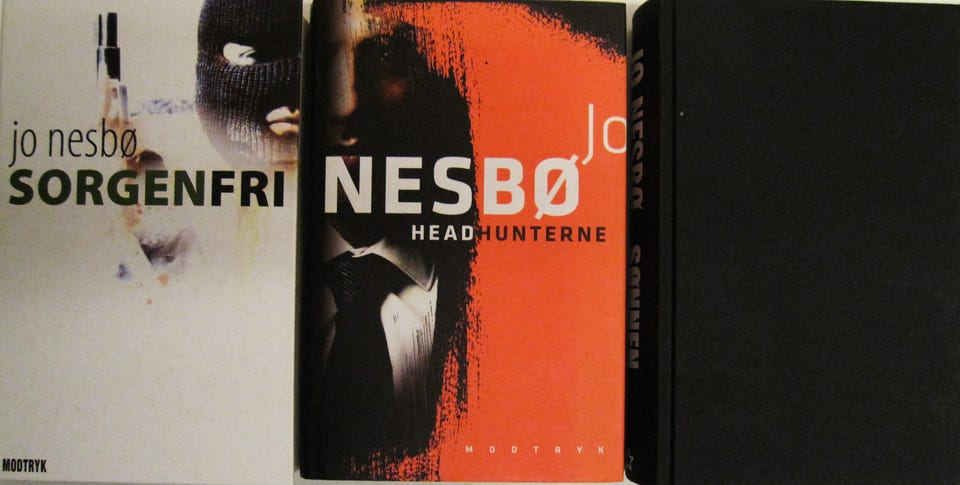 jo nesbø
SORGENFRI
MODTRYK
Jo
NESBØ
HEADHUNTERNE
MODTRYK
JO NESBØ SØNNEN